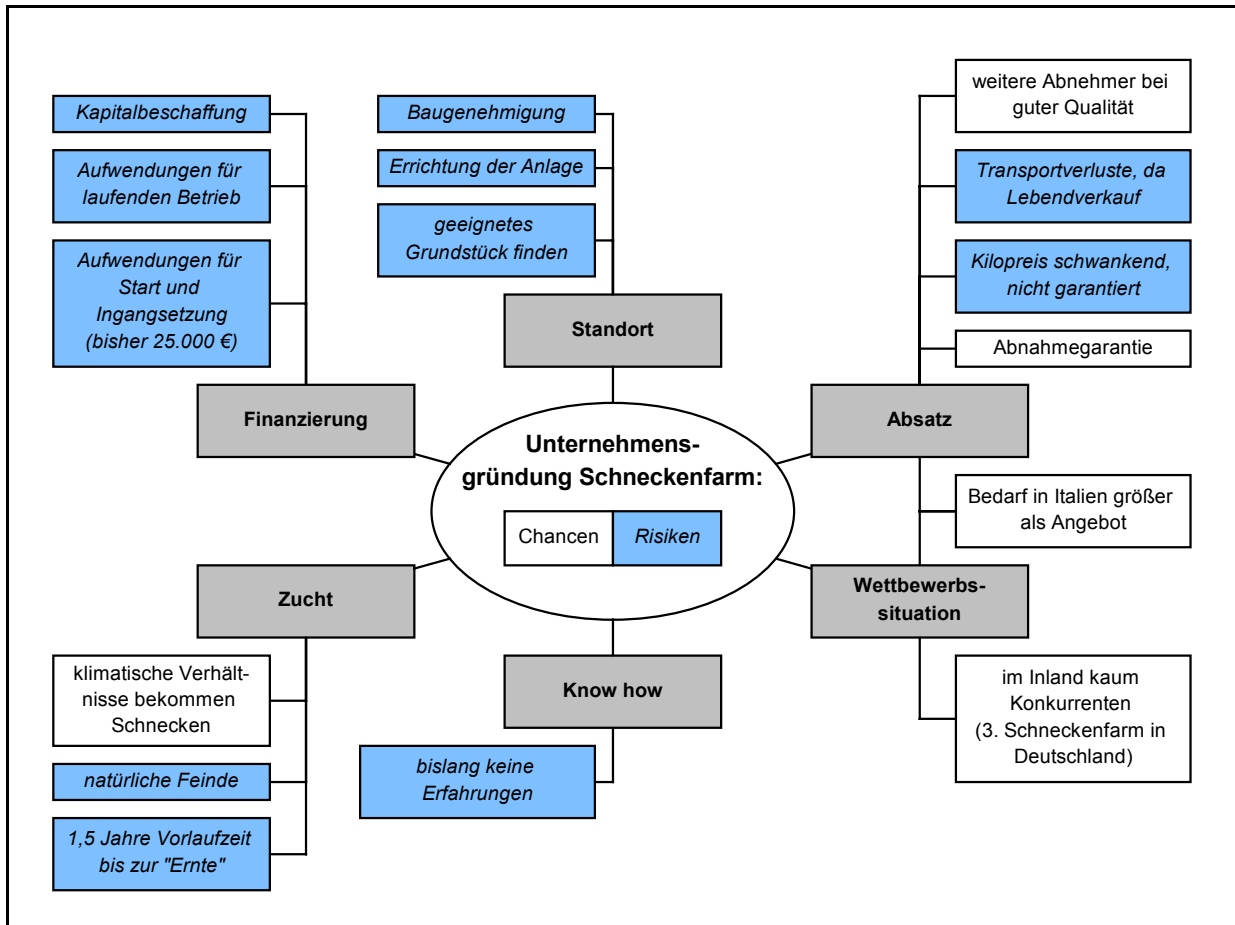 Kapitalbeschaffung
Aufwendungen für
laufenden Betrieb
Aufwendungen für
Start und
Ingangsetzung
(bisher 25.000 €)
Finanzierung
Baugenehmigung
Errichtung der Anlage
geeignetes
Grundstück finden
Standort
weitere Abnehmer bei
guter Qualität
Transportverluste, da
Lebendverkauf
Kilopreis schwankend,
nicht garantiert
Abnahmegarantie
Absatz
Unternehmens-
gründung Schneckenfarm:
Chancen
Risiken
Bedarf in Italien größer
als Angebot
Wettbewerbs-
situation
im Inland kaum
Konkurrenten
(3. Schneckenfarm in
Deutschland)
Zucht
klimatische Verhält-
nisse bekommen
Schnecken
natürliche Feinde
1,5 Jahre Vorlaufzeit
bis zur "Ernte"
Know how
bislang keine
Erfahrungen